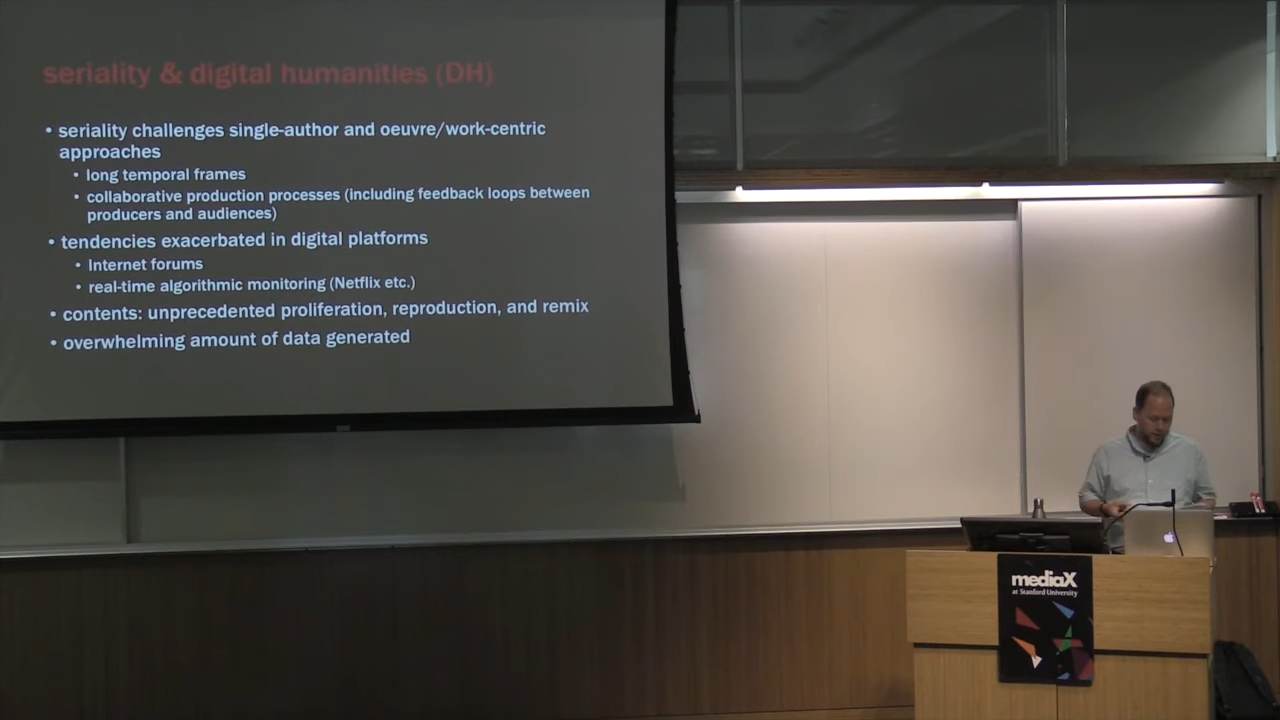 seriality & digital humanities (DH)
• seriality challenges single-author and oeuvre/work-centric
approaches
• long temporal frames
• collaborative production processes (including feedback loops between
producers and audiences)
• tendencies exacerbated in digital platforms
• Internet forums
• real-time algorithmic monitoring (Netflix etc.)
• contents: unprecedented proliferation, reproduction, and remix
• overwhelming amount of data generated
mediaX
at Stanford University